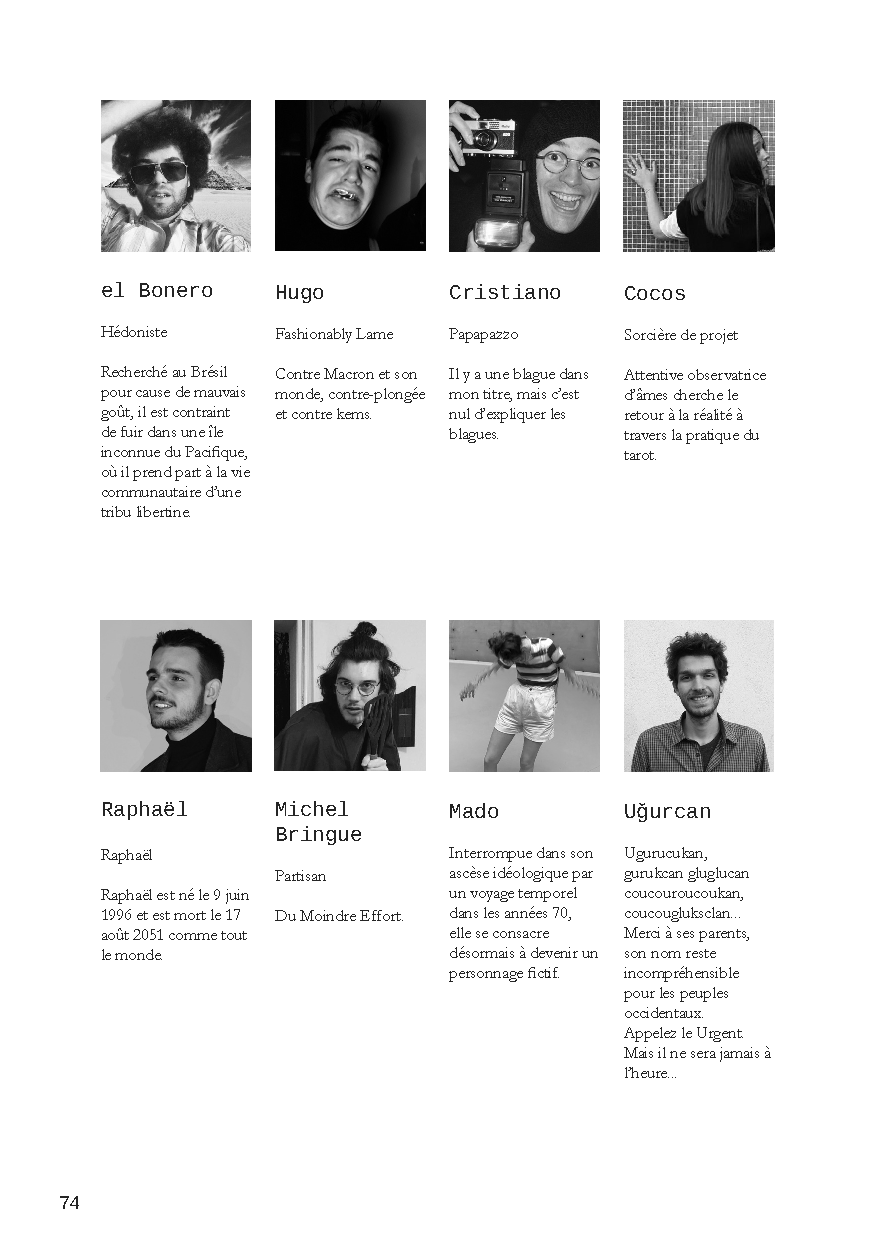 el Bonero
Hédoniste
Recherché au Brésil
pour cause de mauvais
goût, il est contraint
de fuir dans une île
inconnue du Pacifique,
où il prend part à la vie
communautaire d’une
tribu libertine.
Hugo
Fashionably Lame
Contre Macron et son
monde, contre-plongée
et contre kems.
Cristiano
Papapazzo
Il y a une blague dans
mon titre, mais c’est
nul d’expliquer les
blagues.
Cocos
Sorcière de projet
Attentive observatrice
d’âmes cherche le
retour à la réalité à
travers la pratique du
tarot.
Raphaël
Raphaël
Raphaël est né le 9 juin
1996 et est mort le 17
août 2051 comme tout
le monde.
Michel
Bringue
Partisan
Du Moindre Effort.
Mado
Interrompue dans son
ascèse idéologique par
un voyage temporel
dans les années 70,
elle se consacre
désormais à devenir un
personnage fictif.
Uğurcan
Ugurucukan,
gurukcan gluglucan
coucouroucoukan,
coucougluksclan...
Merci à ses parents,
son nom reste
incompréhensible
pour les peuples
occidentaux.
Appelez le Urgent.
Mais il ne sera jamais à
l’heure...
74